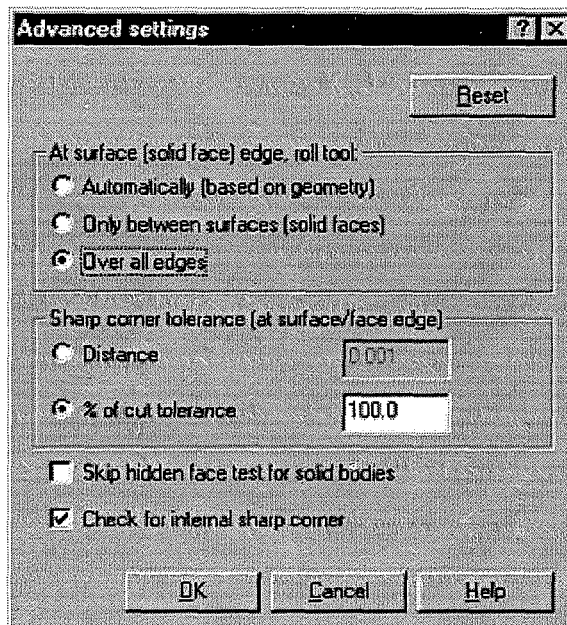 Advanced settings
Reset
At surface (solid face) edge, roll tool:
Automatically (based on geometry)
Only between surfaces (solid faces)
Over all edges
Sharp corner tolerance (at surface/face edge)
Distance 0.001
% of cut tolerance 100.0
Skip hidden face test for solid bodies
Check for internal sharp corner
OK Cancel Help